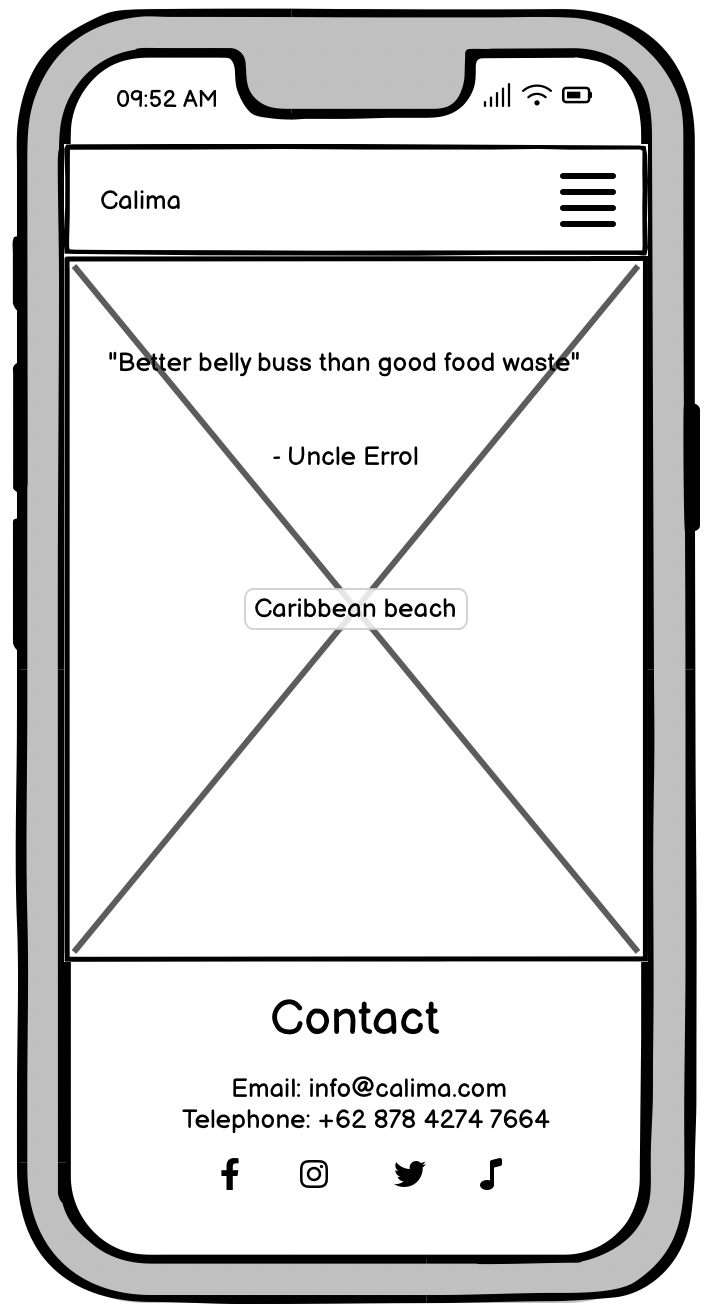 09:52 AM
Calima
"Better belly buss than good food waste"
- Uncle Errol
Caribbean beach
Contact
Email: info@calima.com
Telephone: +62 878 4274 7664